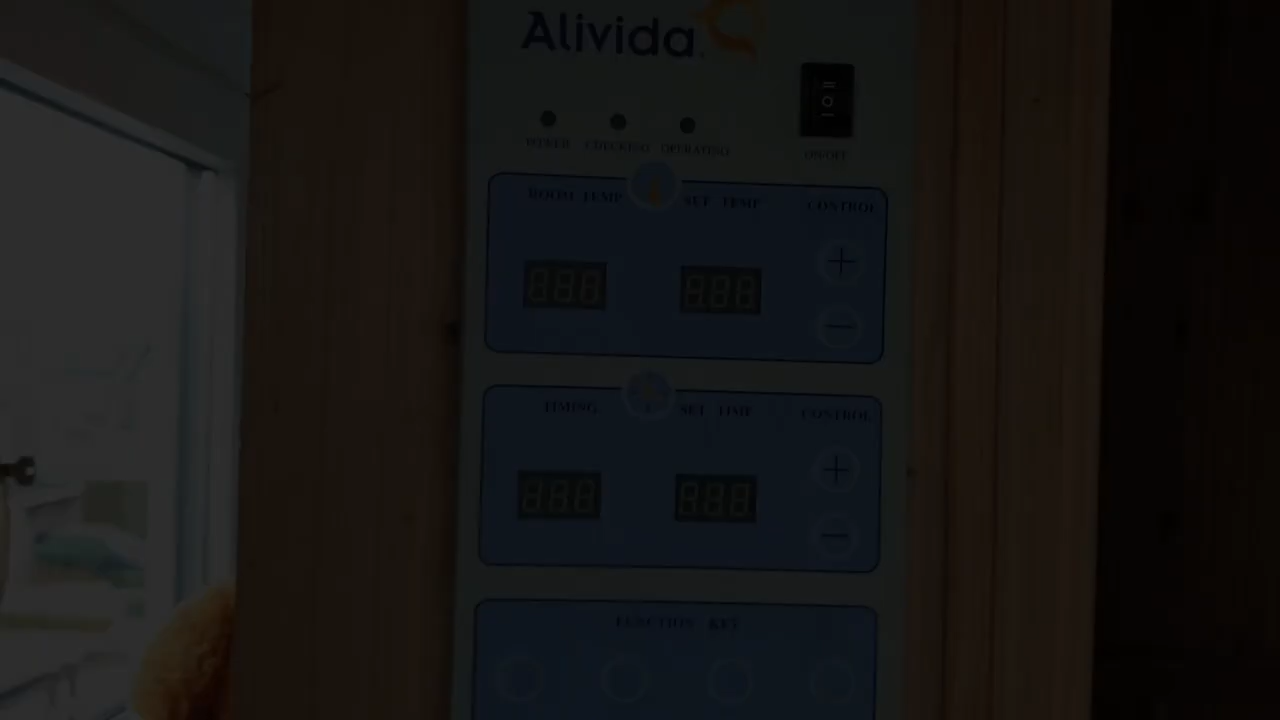 Alivida
POWER CHECKING OPERATING
ON/OFF
ROOM TEMP SET TEMP CONTROL
+
−
TIMING SET TIME CONTROL
+
−
FUNCTION KEY